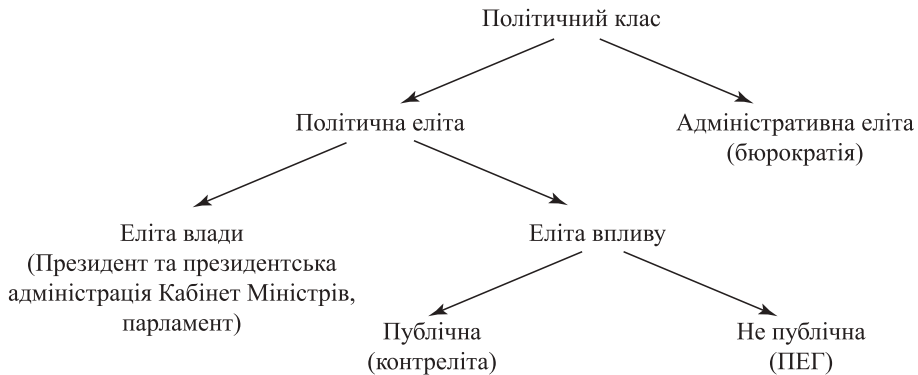 Політичний клас
Політична еліта
Адміністративна еліта
(бюрократія)
Еліта влади
(Президент та президентська
адміністрація Кабінет Міністрів,
парламент)
Еліта впливу
Публічна
(контреліта)
Не публічна
(ПЕГ)